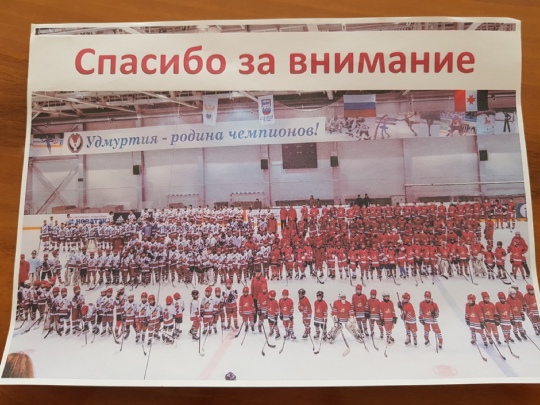 Спасибо за внимание
Удмуртия - родина чемпионов!